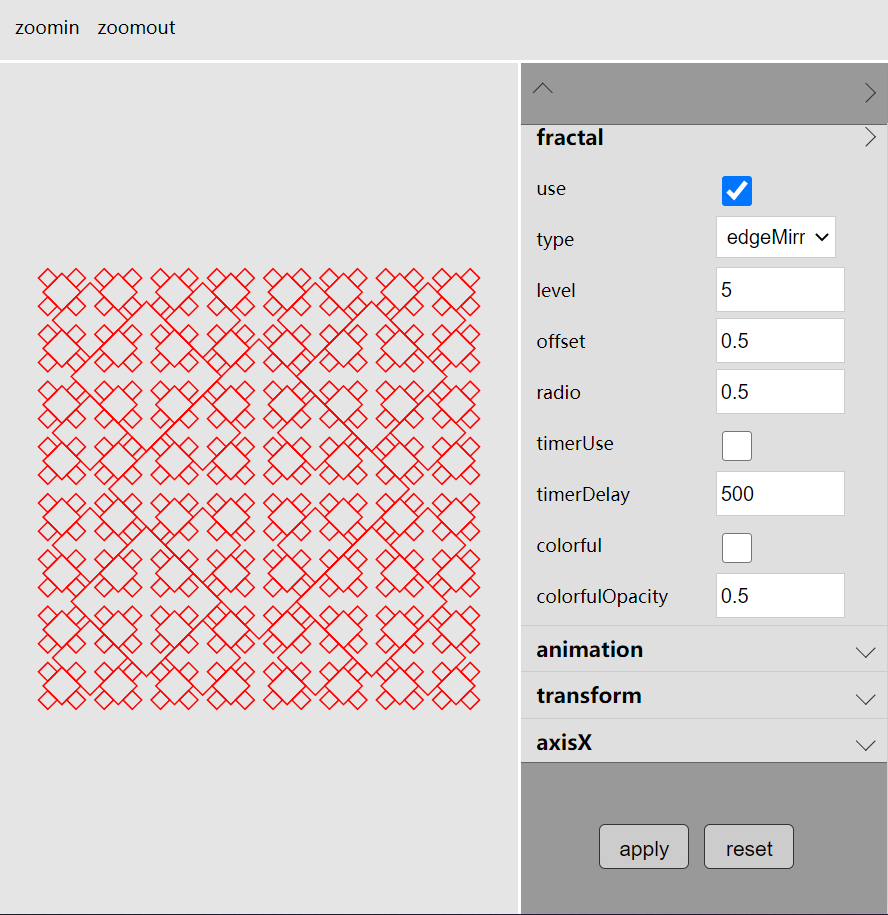 zoomin zoomout
fractal
use
type edgeMirr
level 5
offset 0.5
radio 0.5
timerUse
timerDelay 500
colorful
colorfulOpacity 0.5
animation
transform
axisX
apply reset